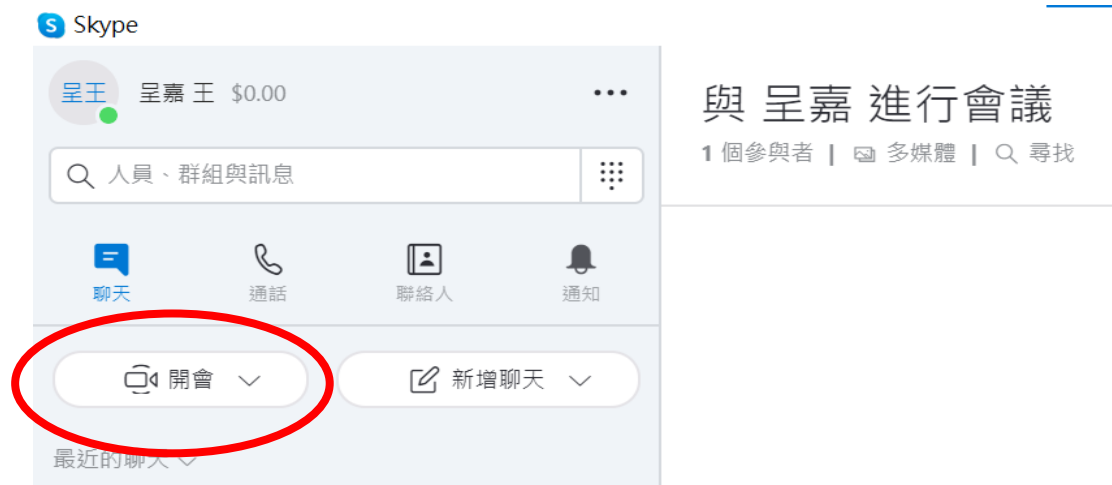 Skype
呈王 呈嘉 王 $0.00
人員、群組與訊息
聊天 通話 聯絡人 通知
開會 新增聊天
最近的聊天
與 呈嘉 進行會議
1 個參與者 | 多媒體 | 尋找